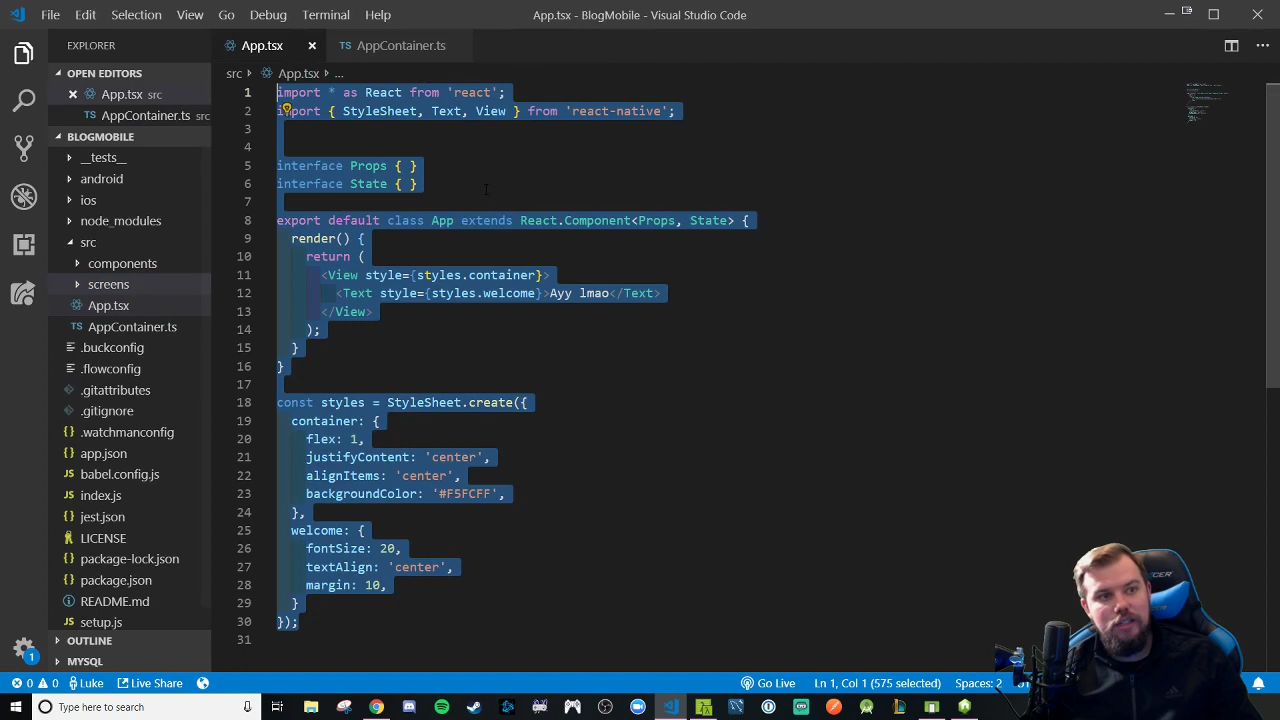 File Edit Selection View Go Debug Terminal Help
App.tsx - BlogMobile - Visual Studio Code
EXPLORER
OPEN EDITORS
App.tsx src
AppContainer.ts src
BLOGMOBILE
__tests__
android
ios
node_modules
src
components
screens
App.tsx
AppContainer.ts
.buckconfig
.flowconfig
.gitattributes
.gitignore
.watchmanconfig
app.json
babel.config.js
index.js
jest.json
LICENSE
package-lock.json
package.json
README.md
setup.js
OUTLINE
MYSQL
App.tsx
AppContainer.ts
src App.tsx ...
1 import * as React from 'react';
2 import { StyleSheet, Text, View } from 'react-native';
3
4
5 interface Props { }
6 interface State { }
7
8 export default class App extends React.Component<Props, State> {
9 render() {
10 return (
11 <View style={styles.container}>
12 <Text style={styles.welcome}>Ayy lmao</Text>
13 </View>
14 );
15 }
16 }
17
18 const styles = StyleSheet.create({
19 container: {
20 flex: 1,
21 justifyContent: 'center',
22 alignItems: 'center',
23 backgroundColor: '#F5FCFF',
24 },
25 welcome: {
26 fontSize: 20,
27 textAlign: 'center',
28 margin: 10,
29 }
30 });
31
1
0 0 Luke Live Share
Go Live Ln 1, Col 1 (575 selected) Spaces: 2
Type here to search